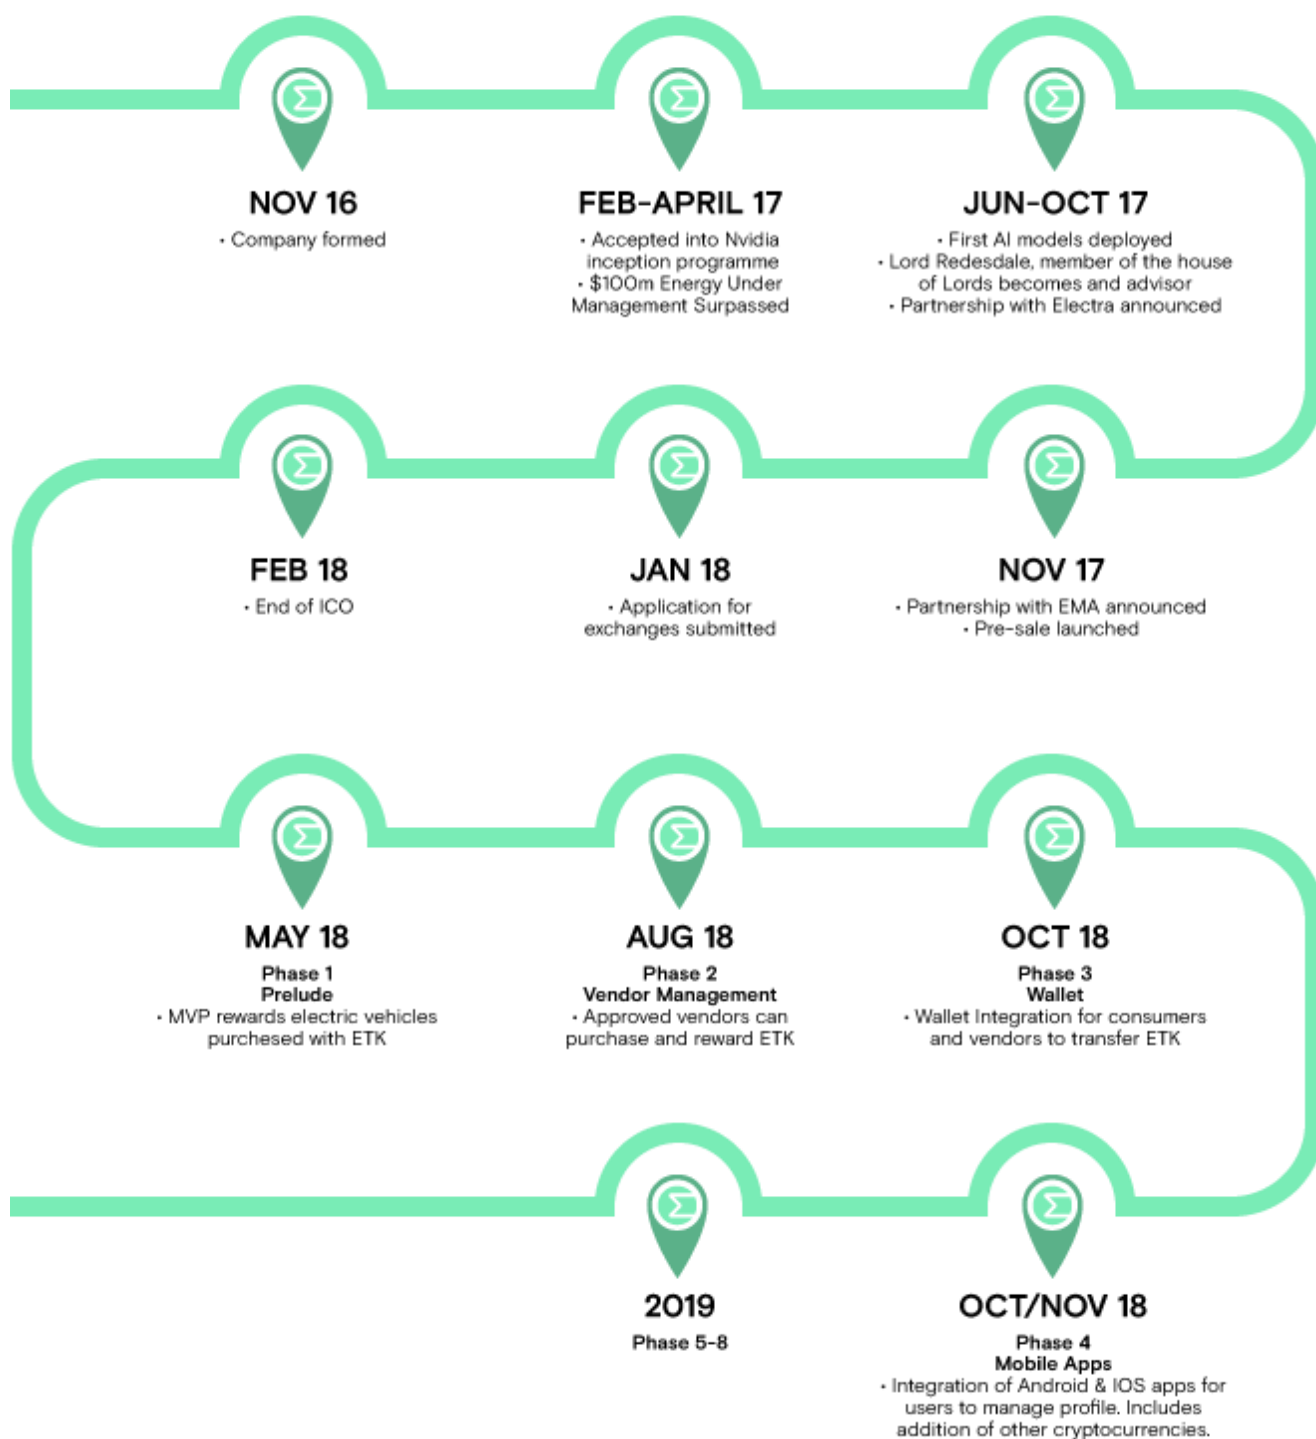 NOV 16
• Company formed
FEB-APRIL 17
• Accepted into Nvidia
inception programme
• $100m Energy Under
Management Surpassed
JUN-OCT 17
• First AI models deployed
• Lord Redesdale, member of the house
of Lords becomes and advisor
• Partnership with Electra announced
NOV 17
• Partnership with EMA announced
• Pre-sale launched
JAN 18
• Application for
exchanges submitted
FEB 18
• End of ICO
MAY 18
Phase 1
Prelude
• MVP rewards electric vehicles
purchesed with ETK
AUG 18
Phase 2
Vendor Management
• Approved vendors can
purchase and reward ETK
OCT 18
Phase 3
Wallet
• Wallet Integration for consumers
and vendors to transfer ETK
OCT/NOV 18
Phase 4
Mobile Apps
• Integration of Android & IOS apps for
users to manage profile. Includes
addition of other cryptocurrencies.
2019
Phase 5-8